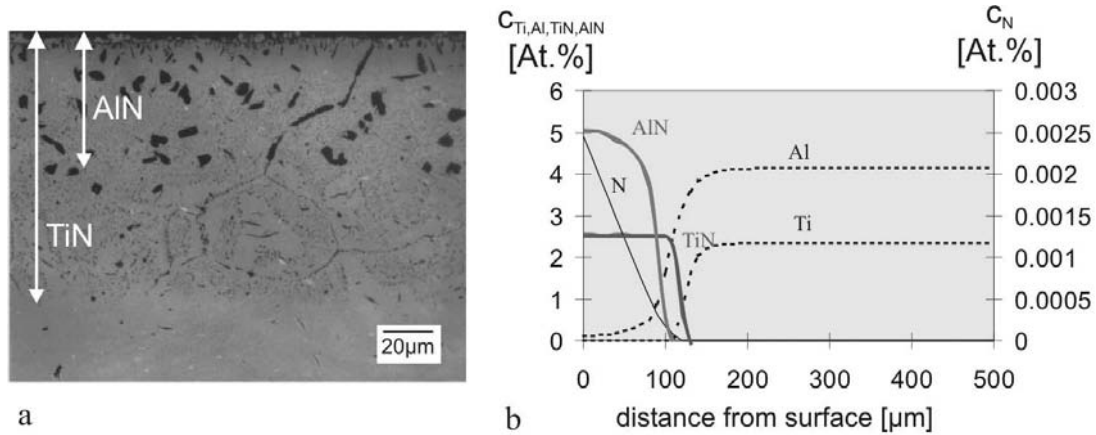 AlN
TiN
20μm
a
c_Ti,Al,TiN,AlN
[At.%]
c_N
[At.%]
6
5
4
3
2
1
0
AlN
N
Al
TiN
Ti
0.003
0.0025
0.002
0.0015
0.001
0.0005
0
0 100 200 300 400 500
distance from surface [μm]
b